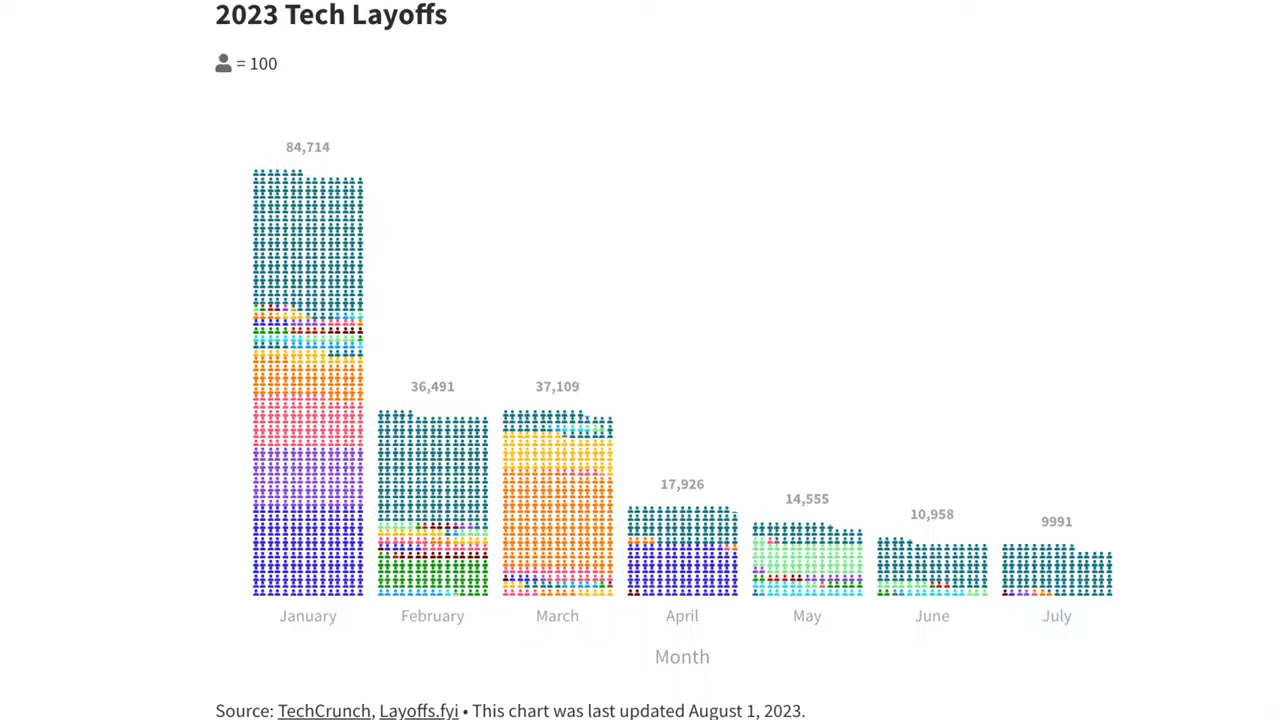 2023 Tech Layoffs
= 100
84,714
36,491
37,109
17,926
14,555
10,958
9991
January February March April May June July
Month
Source: TechCrunch, Layoffs.fyi • This chart was last updated August 1, 2023.